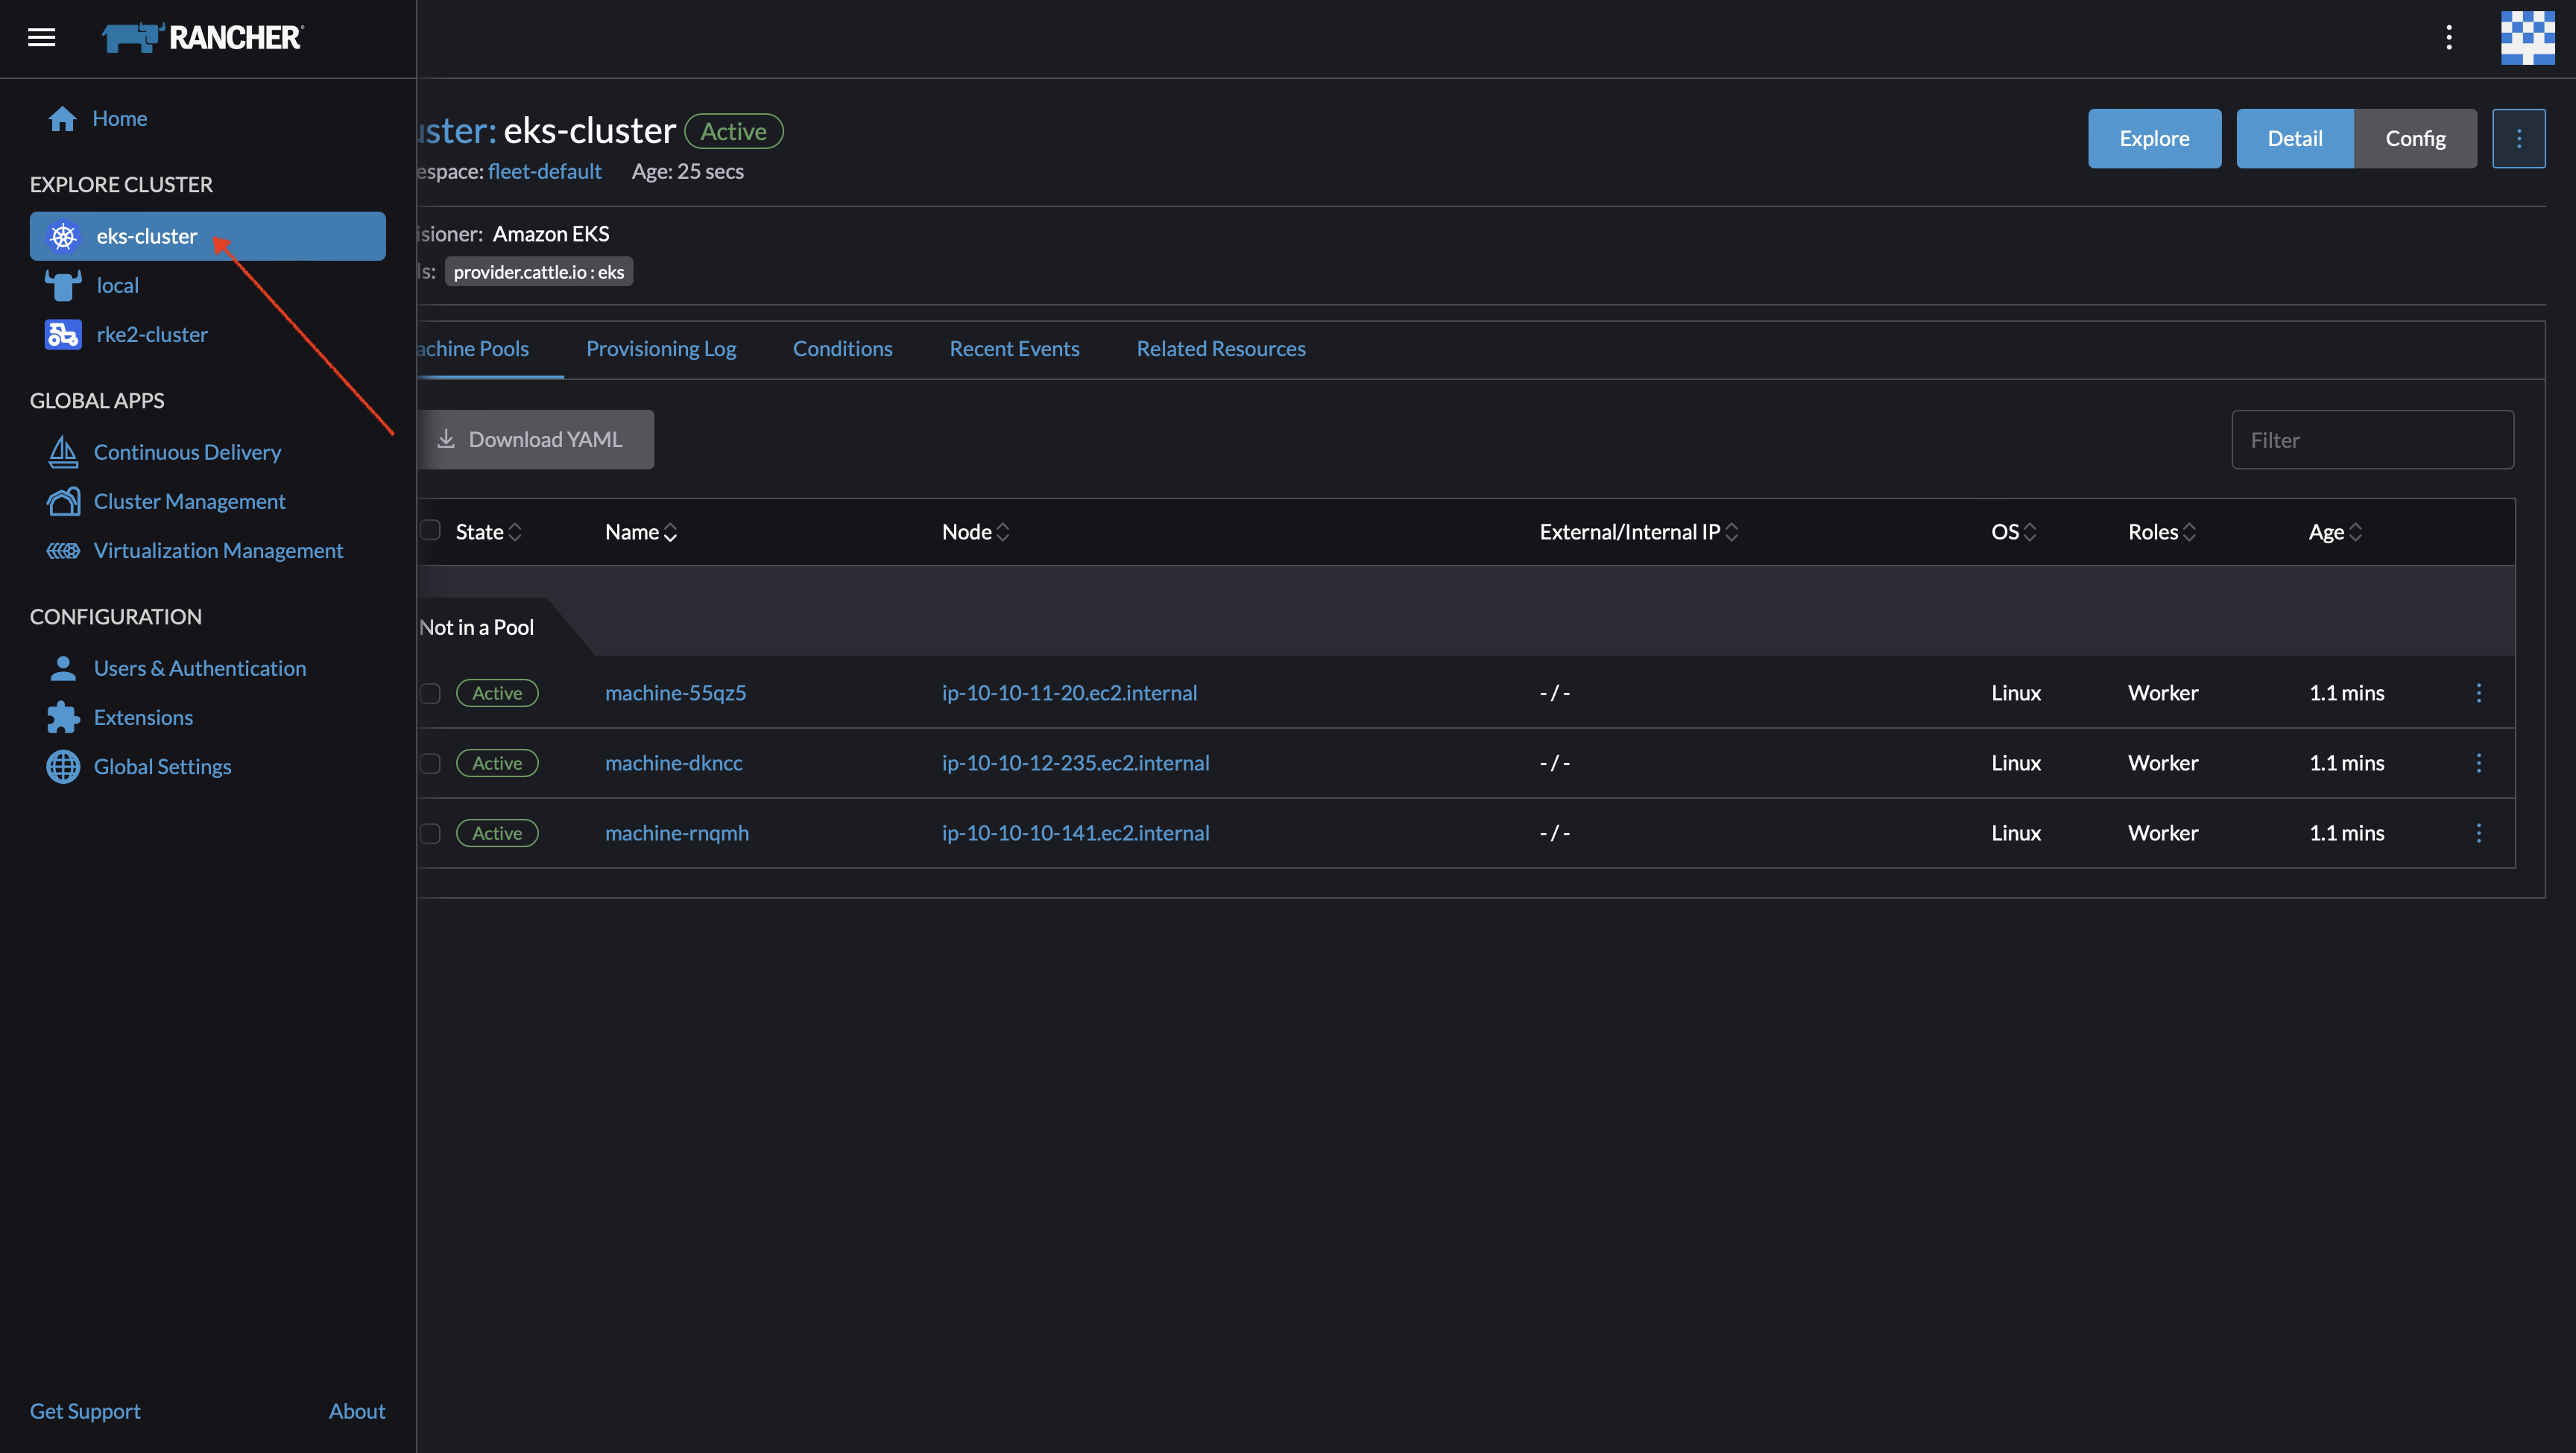 RANCHER
Home
EXPLORE CLUSTER
eks-cluster
local
rke2-cluster
GLOBAL APPS
Continuous Delivery
Cluster Management
Virtualization Management
CONFIGURATION
Users & Authentication
Extensions
Global Settings
Get Support About
uster: eks-cluster Active
espace: fleet-default Age: 25 secs
Explore Detail Config
isioner: Amazon EKS
ls: provider.cattle.io : eks
achine Pools Provisioning Log Conditions Recent Events Related Resources
Download YAML Filter
State Name Node External/Internal IP OS Roles Age
Not in a Pool
Active machine-55qz5 ip-10-10-11-20.ec2.internal - / - Linux Worker 1.1 mins
Active machine-dkncc ip-10-10-12-235.ec2.internal - / - Linux Worker 1.1 mins
Active machine-rnqmh ip-10-10-10-141.ec2.internal - / - Linux Worker 1.1 mins